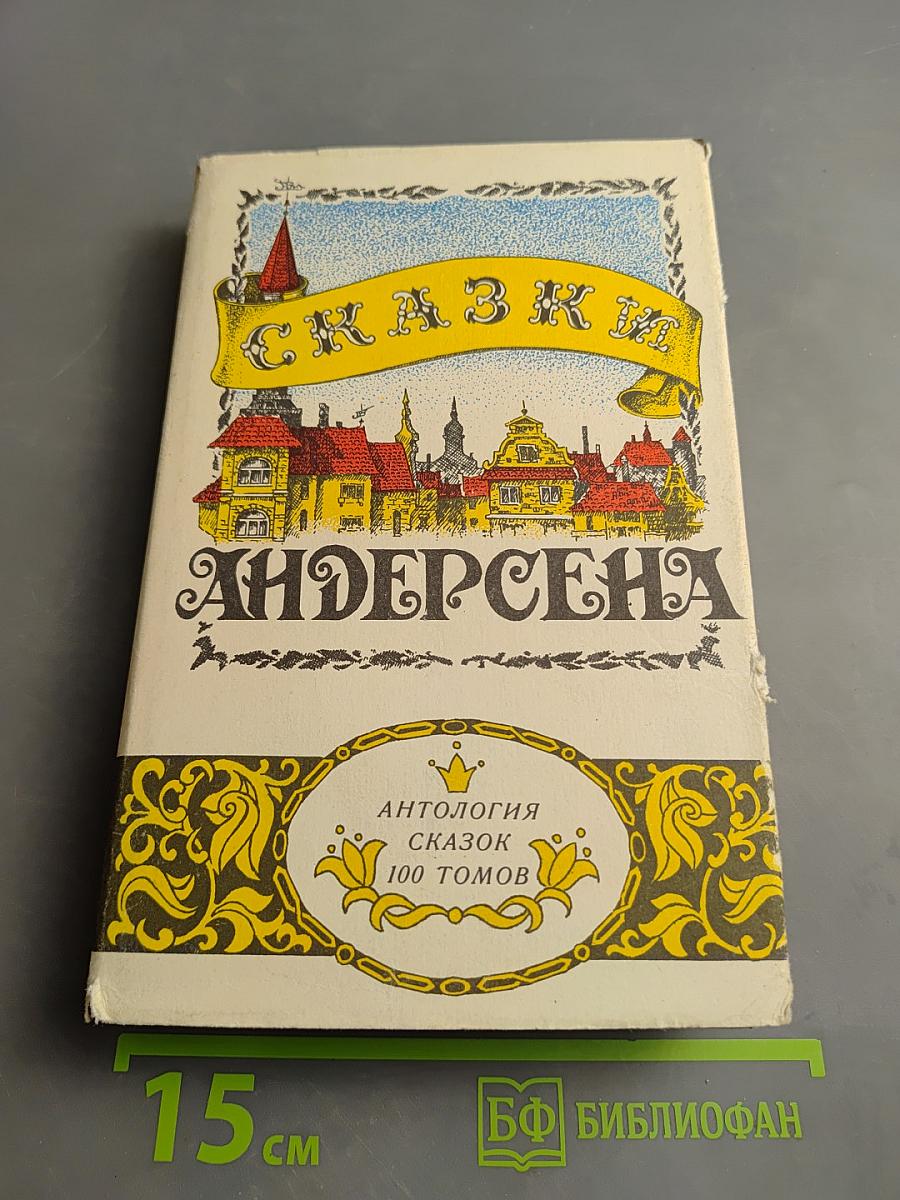 СКАЗКИ
АНДЕРСЕНА
АНТОЛОГИЯ
СКАЗОК
100 ТОМОВ
15 см
БФ БИБЛИОФАН